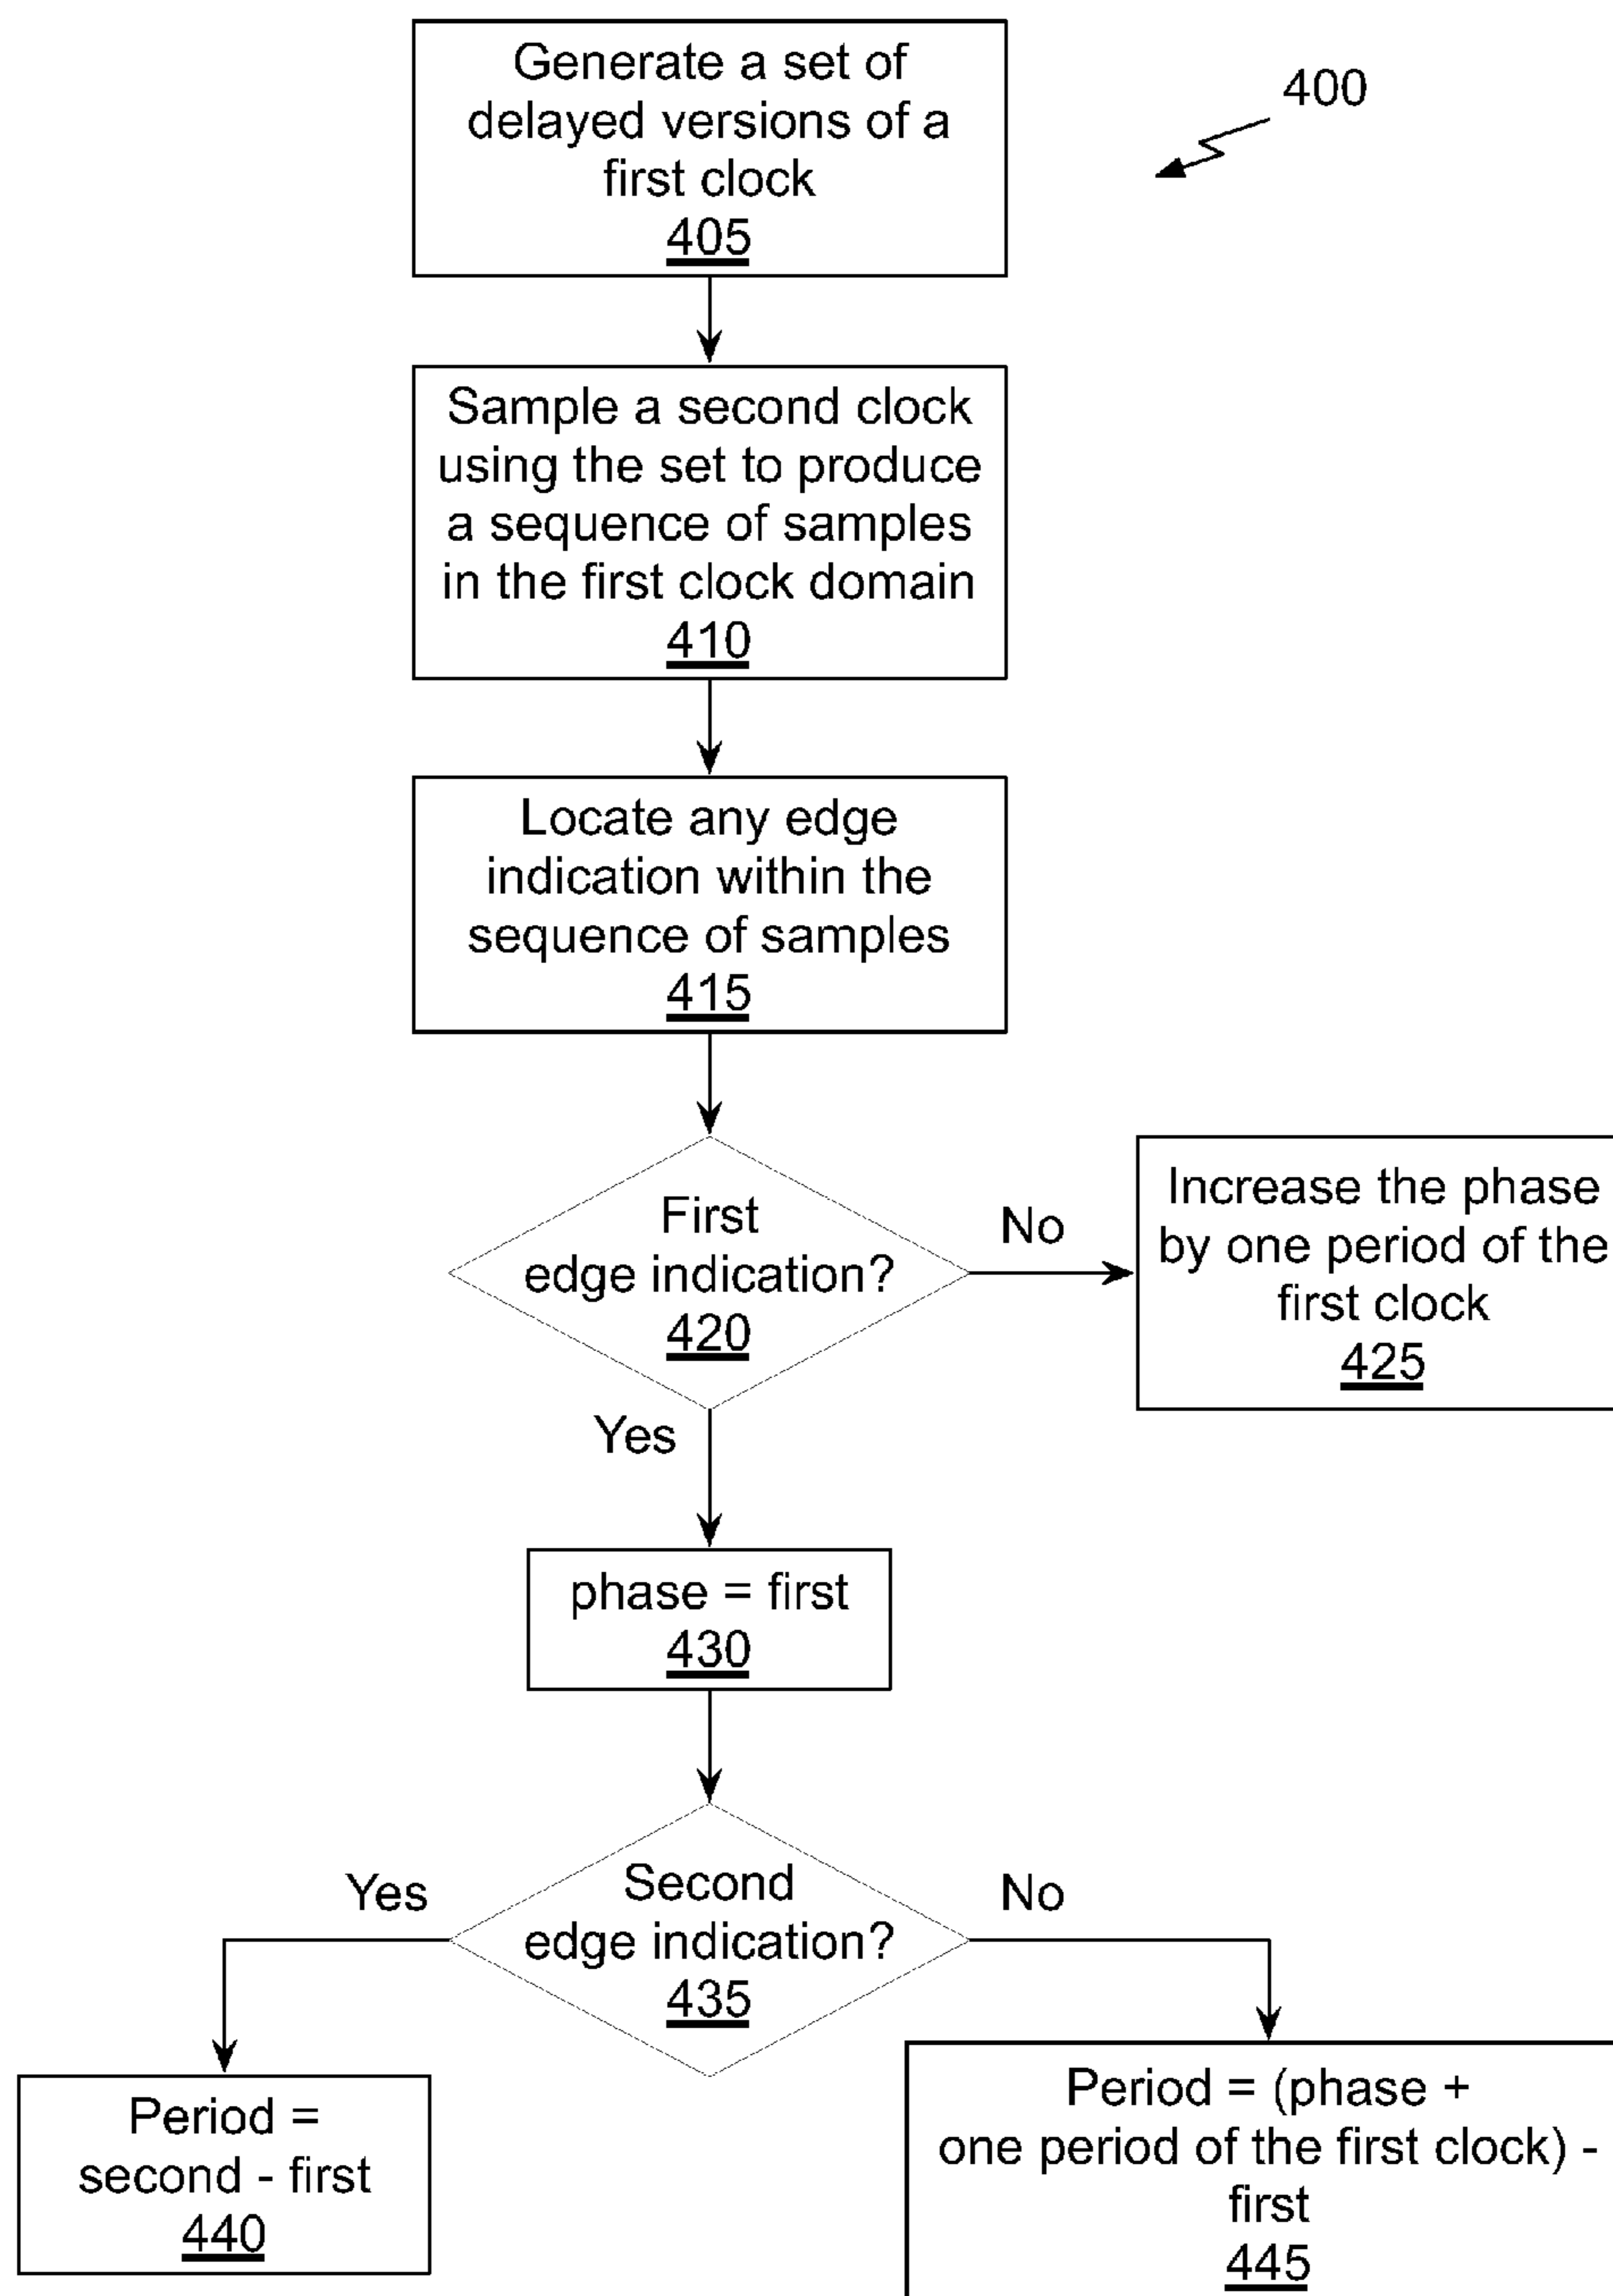 Generate a set of
delayed versions of a
first clock
405
400
Sample a second clock
using the set to produce
a sequence of samples
in the first clock domain
410
Locate any edge
indication within the
sequence of samples
415
First
edge indication?
420
No
Increase the phase
by one period of the
first clock
425
Yes
phase = first
430
Second
edge indication?
435
Yes
No
Period =
second - first
440
Period = (phase +
one period of the first clock) -
first
445